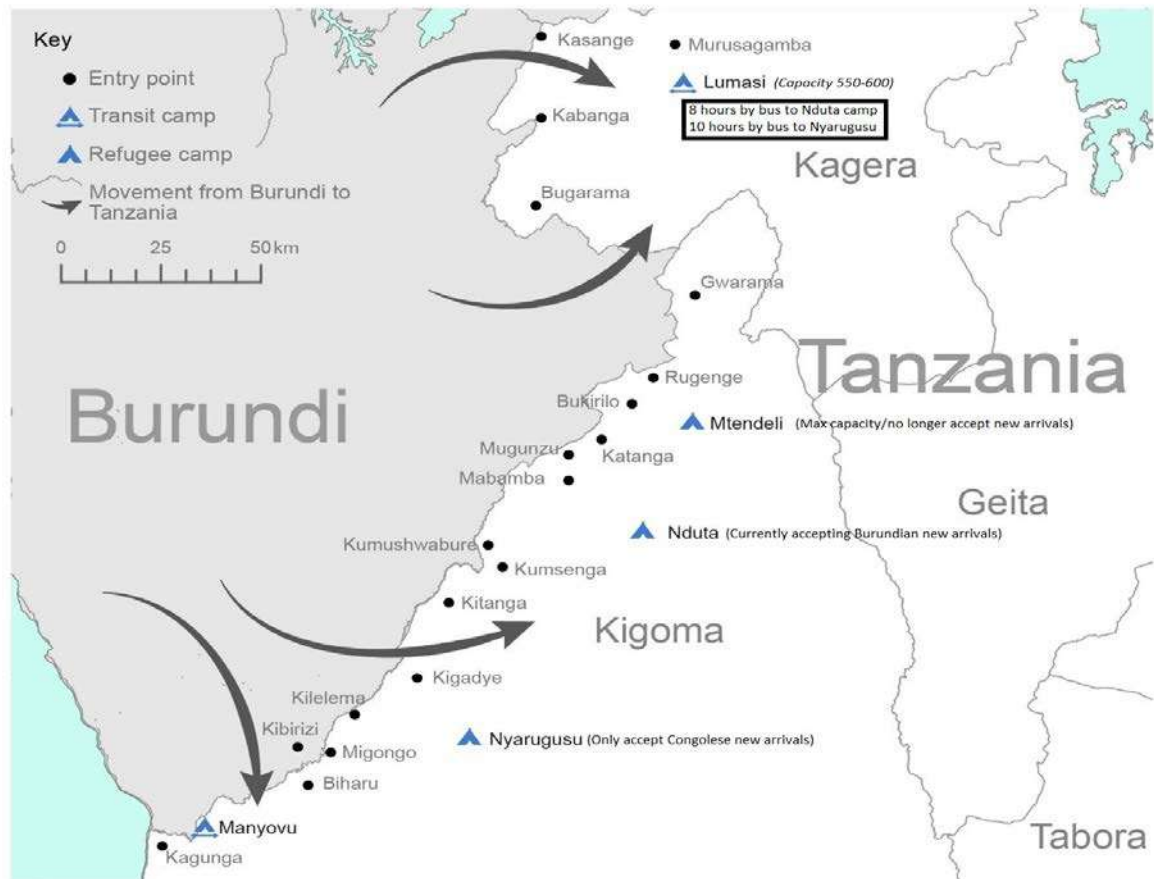 Key
Entry point
Transit camp
Refugee camp
Movement from Burundi to
Tanzania
0 25 50 km
Kasange
Murusagamba
Lumasi (Capacity 550-600)
8 hours by bus to Nduta camp
10 hours by bus to Nyarugusu
Kabanga
Kagera
Bugarama
Gwarama
Tanzania
Burundi
Rugenge
Bukirilo
Mtendeli (Max capacity/no longer accept new arrivals)
Katanga
Mugunzu
Mabamba
Geita
Nduta (Currently accepting Burundian new arrivals)
Kumushwabure
Kumsenga
Kitanga
Kigoma
Kigadye
Kilelema
Kibirizi
Nyarugusu (Only accept Congolese new arrivals)
Migongo
Biharu
Manyovu
Tabora
Kagunga